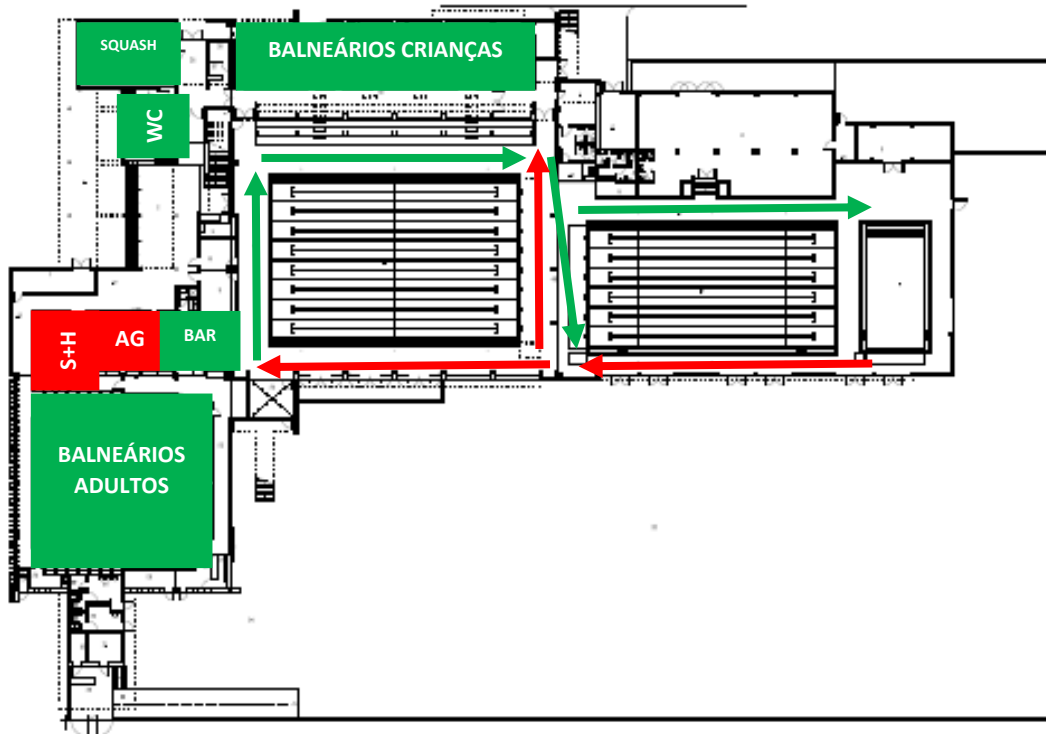 SQUASH
BALNEÁRIOS CRIANÇAS
WC
S+H
AG
BAR
BALNEÁRIOS
ADULTOS